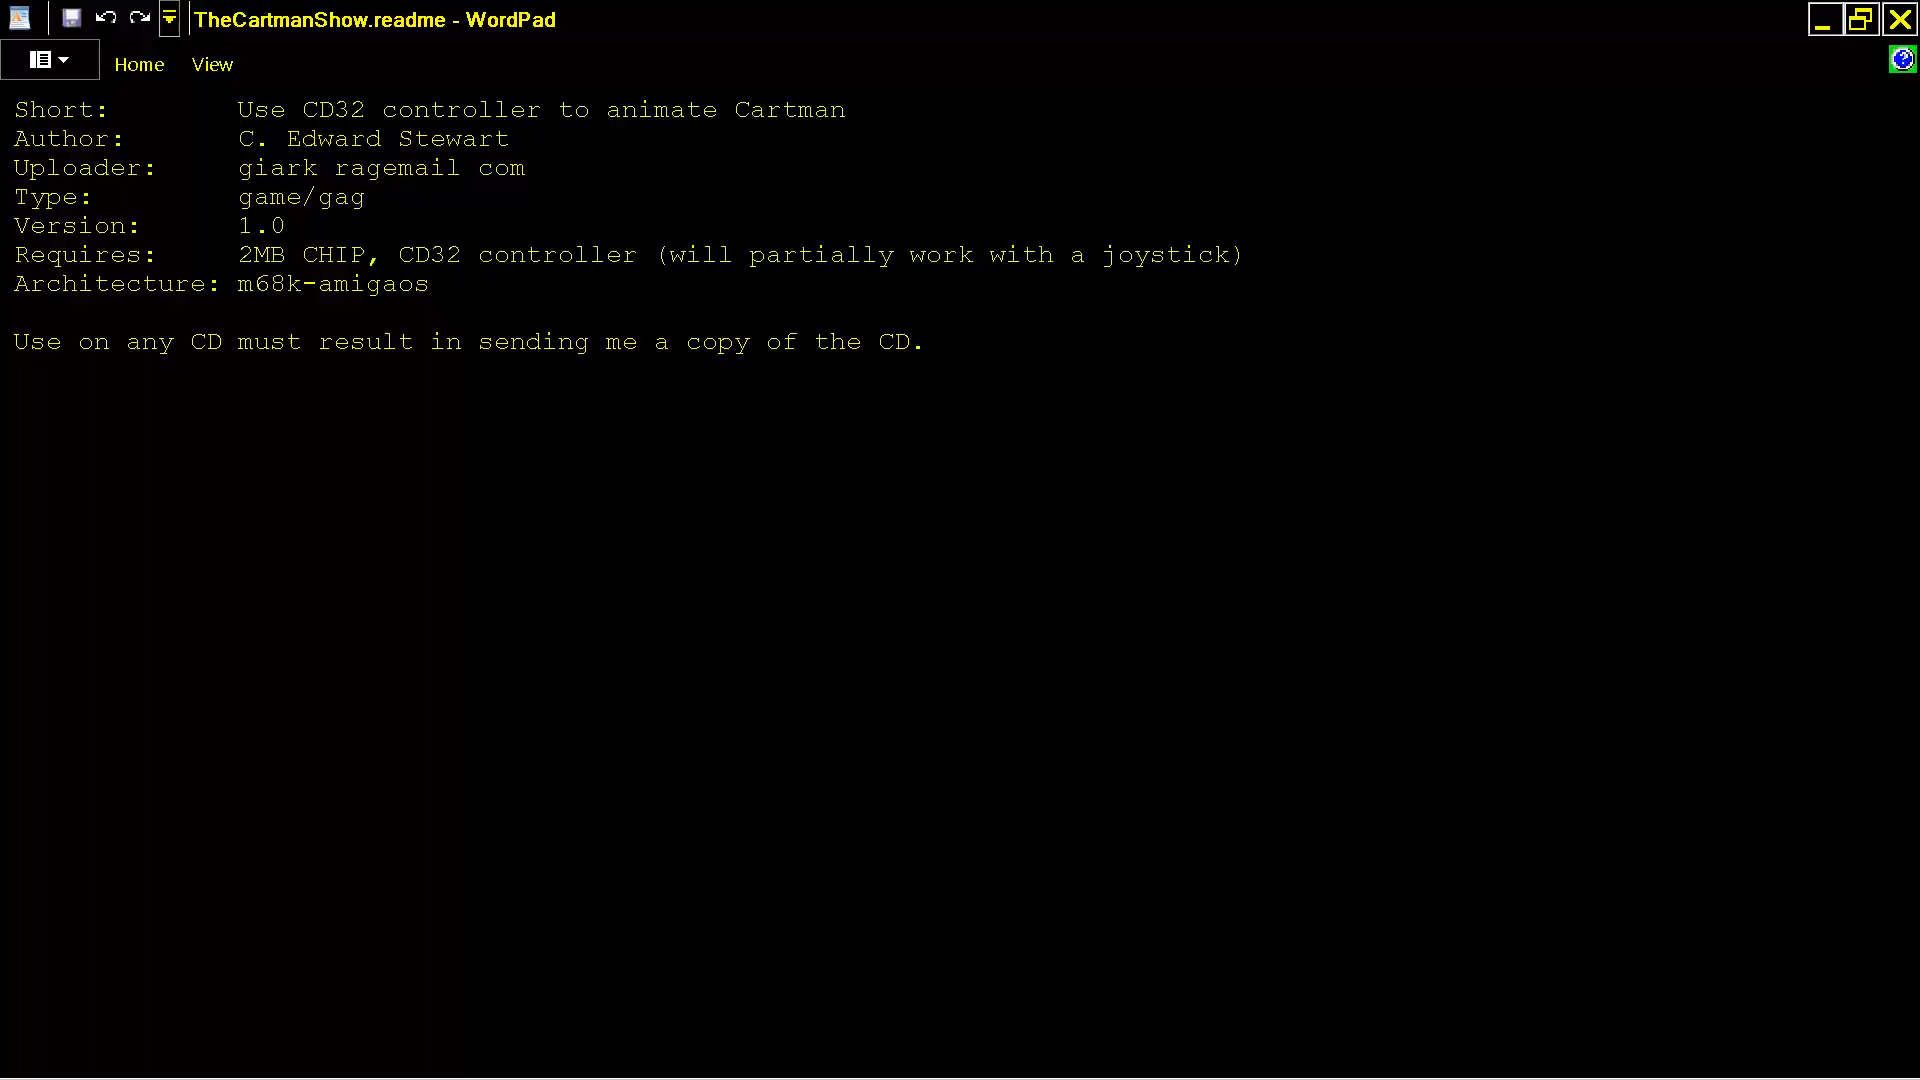 TheCartmanShow.readme - WordPad
Home View
Short: Use CD32 controller to animate Cartman
Author: C. Edward Stewart
Uploader: giark ragemail com
Type: game/gag
Version: 1.0
Requires: 2MB CHIP, CD32 controller (will partially work with a joystick)
Architecture: m68k-amigaos
Use on any CD must result in sending me a copy of the CD.